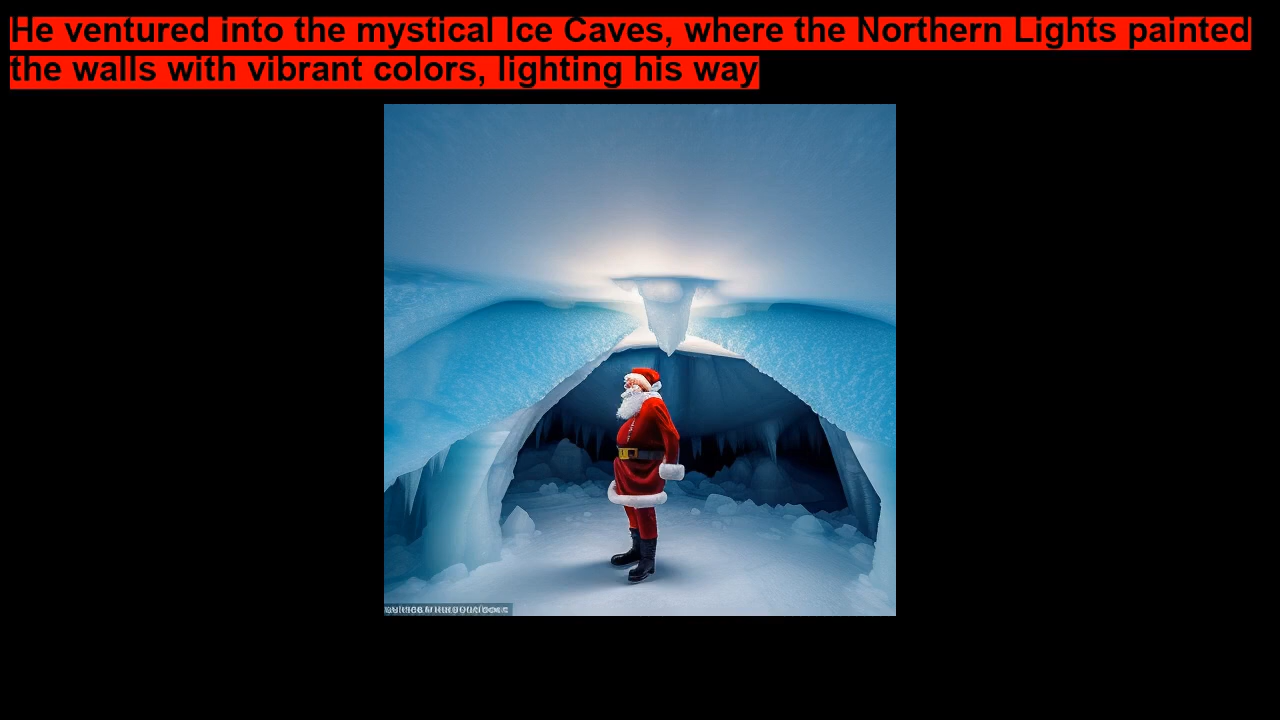 He ventured into the mystical Ice Caves, where the Northern Lights painted
the walls with vibrant colors, lighting his way